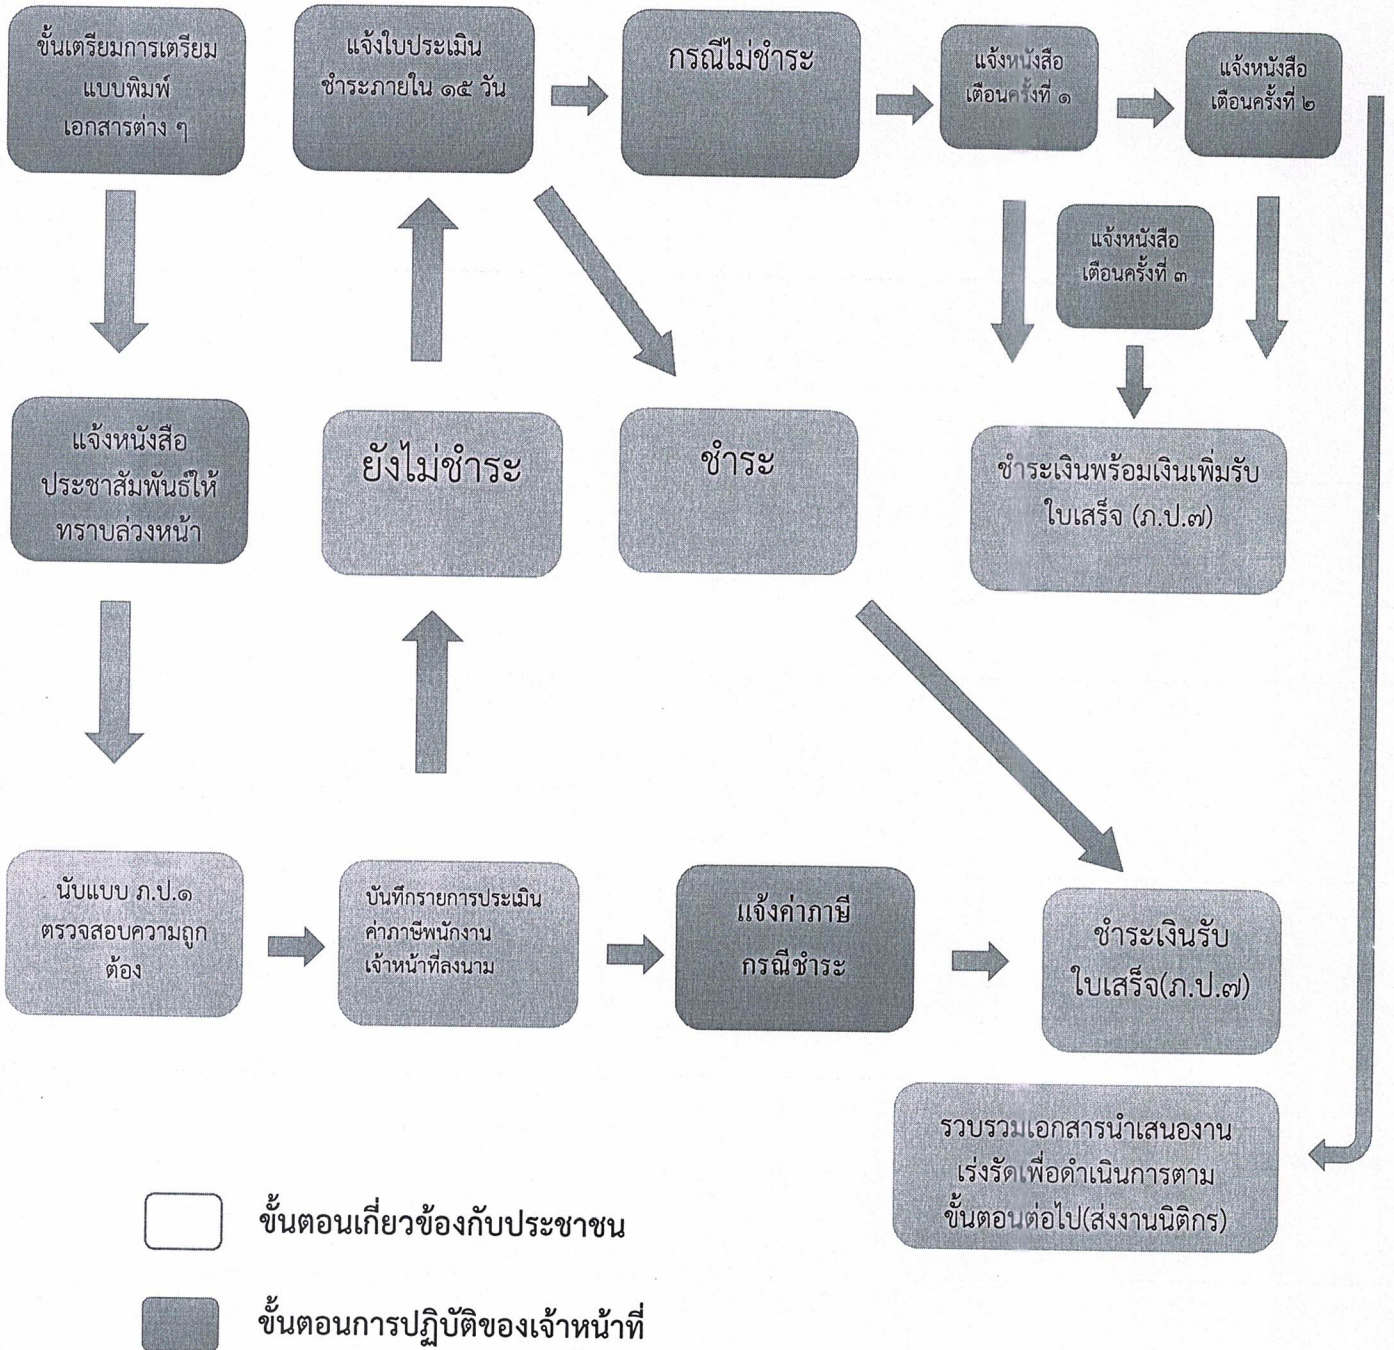 ขั้นเตรียมการเตรียม
แบบพิมพ์
เอกสารต่าง ๆ
แจ้งใบประเมิน
ชำระภายใน ๑๕ วัน
กรณีไม่ชำระ
แจ้งหนังสือ
เตือนครั้งที่ ๑
แจ้งหนังสือ
เตือนครั้งที่ ๒
แจ้งหนังสือ
เตือนครั้งที่ ๓
แจ้งหนังสือ
ประชาสัมพันธ์ให้
ทราบล่วงหน้า
ยังไม่ชำระ
ชำระ
ชำระเงินพร้อมเงินเพิ่มรับ
ใบเสร็จ (ภ.ป.๗)
นับแบบ ภ.ป.๑
ตรวจสอบความถูก
ต้อง
บันทึกรายการประเมิน
ค่าภาษีพนักงาน
เจ้าหน้าที่ลงนาม
แจ้งค่าภาษี
กรณีชำระ
ชำระเงินรับ
ใบเสร็จ(ภ.ป.๗)
รวบรวมเอกสารนำเสนองาน
เร่งรัดเพื่อดำเนินการตาม
ขั้นตอนต่อไป(ส่งงานนิติกร)
ขั้นตอนเกี่ยวข้องกับประชาชน
ขั้นตอนการปฏิบัติของเจ้าหน้าที่